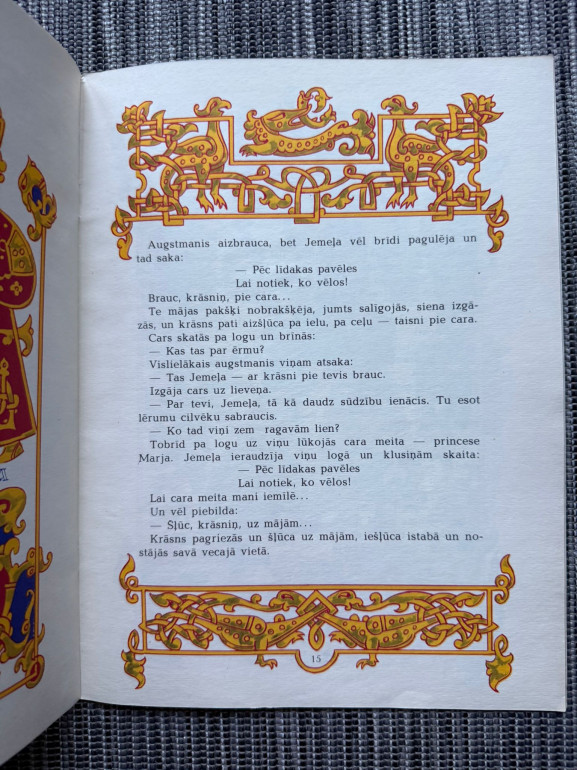 Augstmanis aizbrauca, bet Jemeļa vēl brīdi pagulēja un
tad saka:
— Pēc līdakas pavēles
Lai notiek, ko vēlos!
Brauc, krāsniņ, pie cara...
Te mājas pakšķi nobrakšķēja, jumts salīgojās, siena izgā-
zās, un krāsns pati aizšļūca pa ielu, pa ceļu — taisni pie cara.
Cars skatās pa logu un brīnās:
— Kas tas par ērmu?
Vislielākais augstmanis viņam atsaka:
— Tas Jemeļa — ar krāsni pie tevis brauc.
Izgāja cars uz lieveņa.
— Par tevi, Jemeļa, tā kā daudz sūdzību ienācis. Tu esot
lērumu cilvēku sabraucis.
— Ko tad viņi zem ragavām lien?
Tobrīd pa logu uz viņu lūkojās cara meita — princese
Marja. Jemeļa ieraudzīja viņu logā un klusiņām skaita:
— Pēc līdakas pavēles
Lai notiek, ko vēlos!
Lai cara meita mani iemīlē...
Un vēl piebilda:
— Šļūc, krāsniņ, uz mājām...
Krāsns pagriezās un šļūca uz mājām, iešļūca istabā un no-
stājās savā vecajā vietā.
15